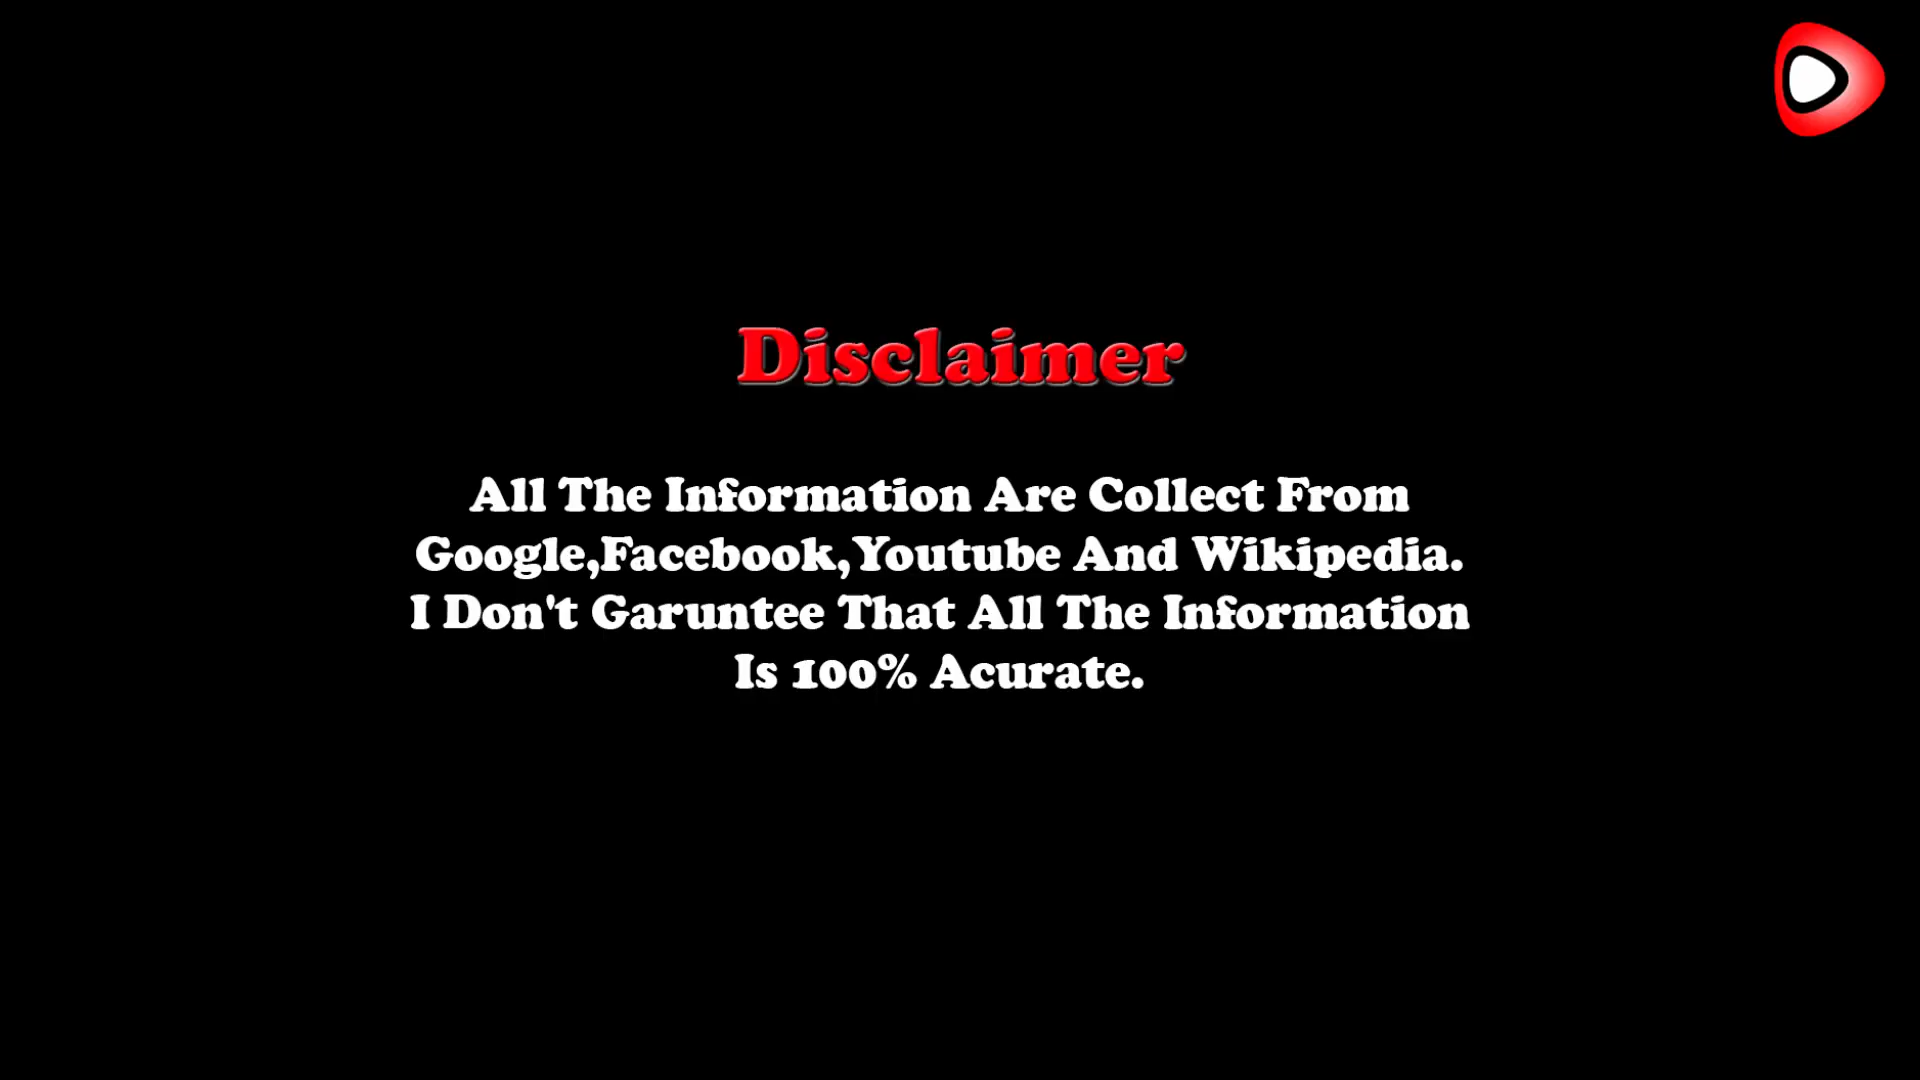 Disclaimer
All The Information Are Collect From
Google,Facebook,Youtube And Wikipedia.
I Don't Garuntee That All The Information
Is 100% Acurate.